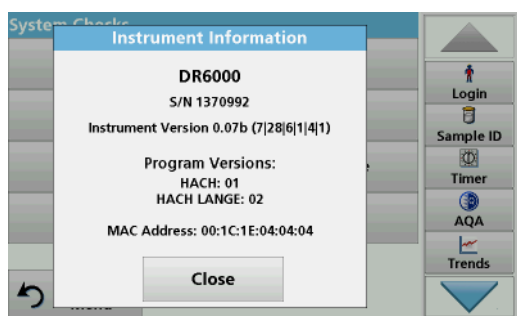 System Checks
Instrument Information
DR6000
S/N 1370992
Instrument Version 0.07b (7|28|6|1|4|1)
Program Versions:
HACH: 01
HACH LANGE: 02
MAC Address: 00:1C:1E:04:04:04
Close
Menu
Login
Sample ID
Timer
AQA
Trends